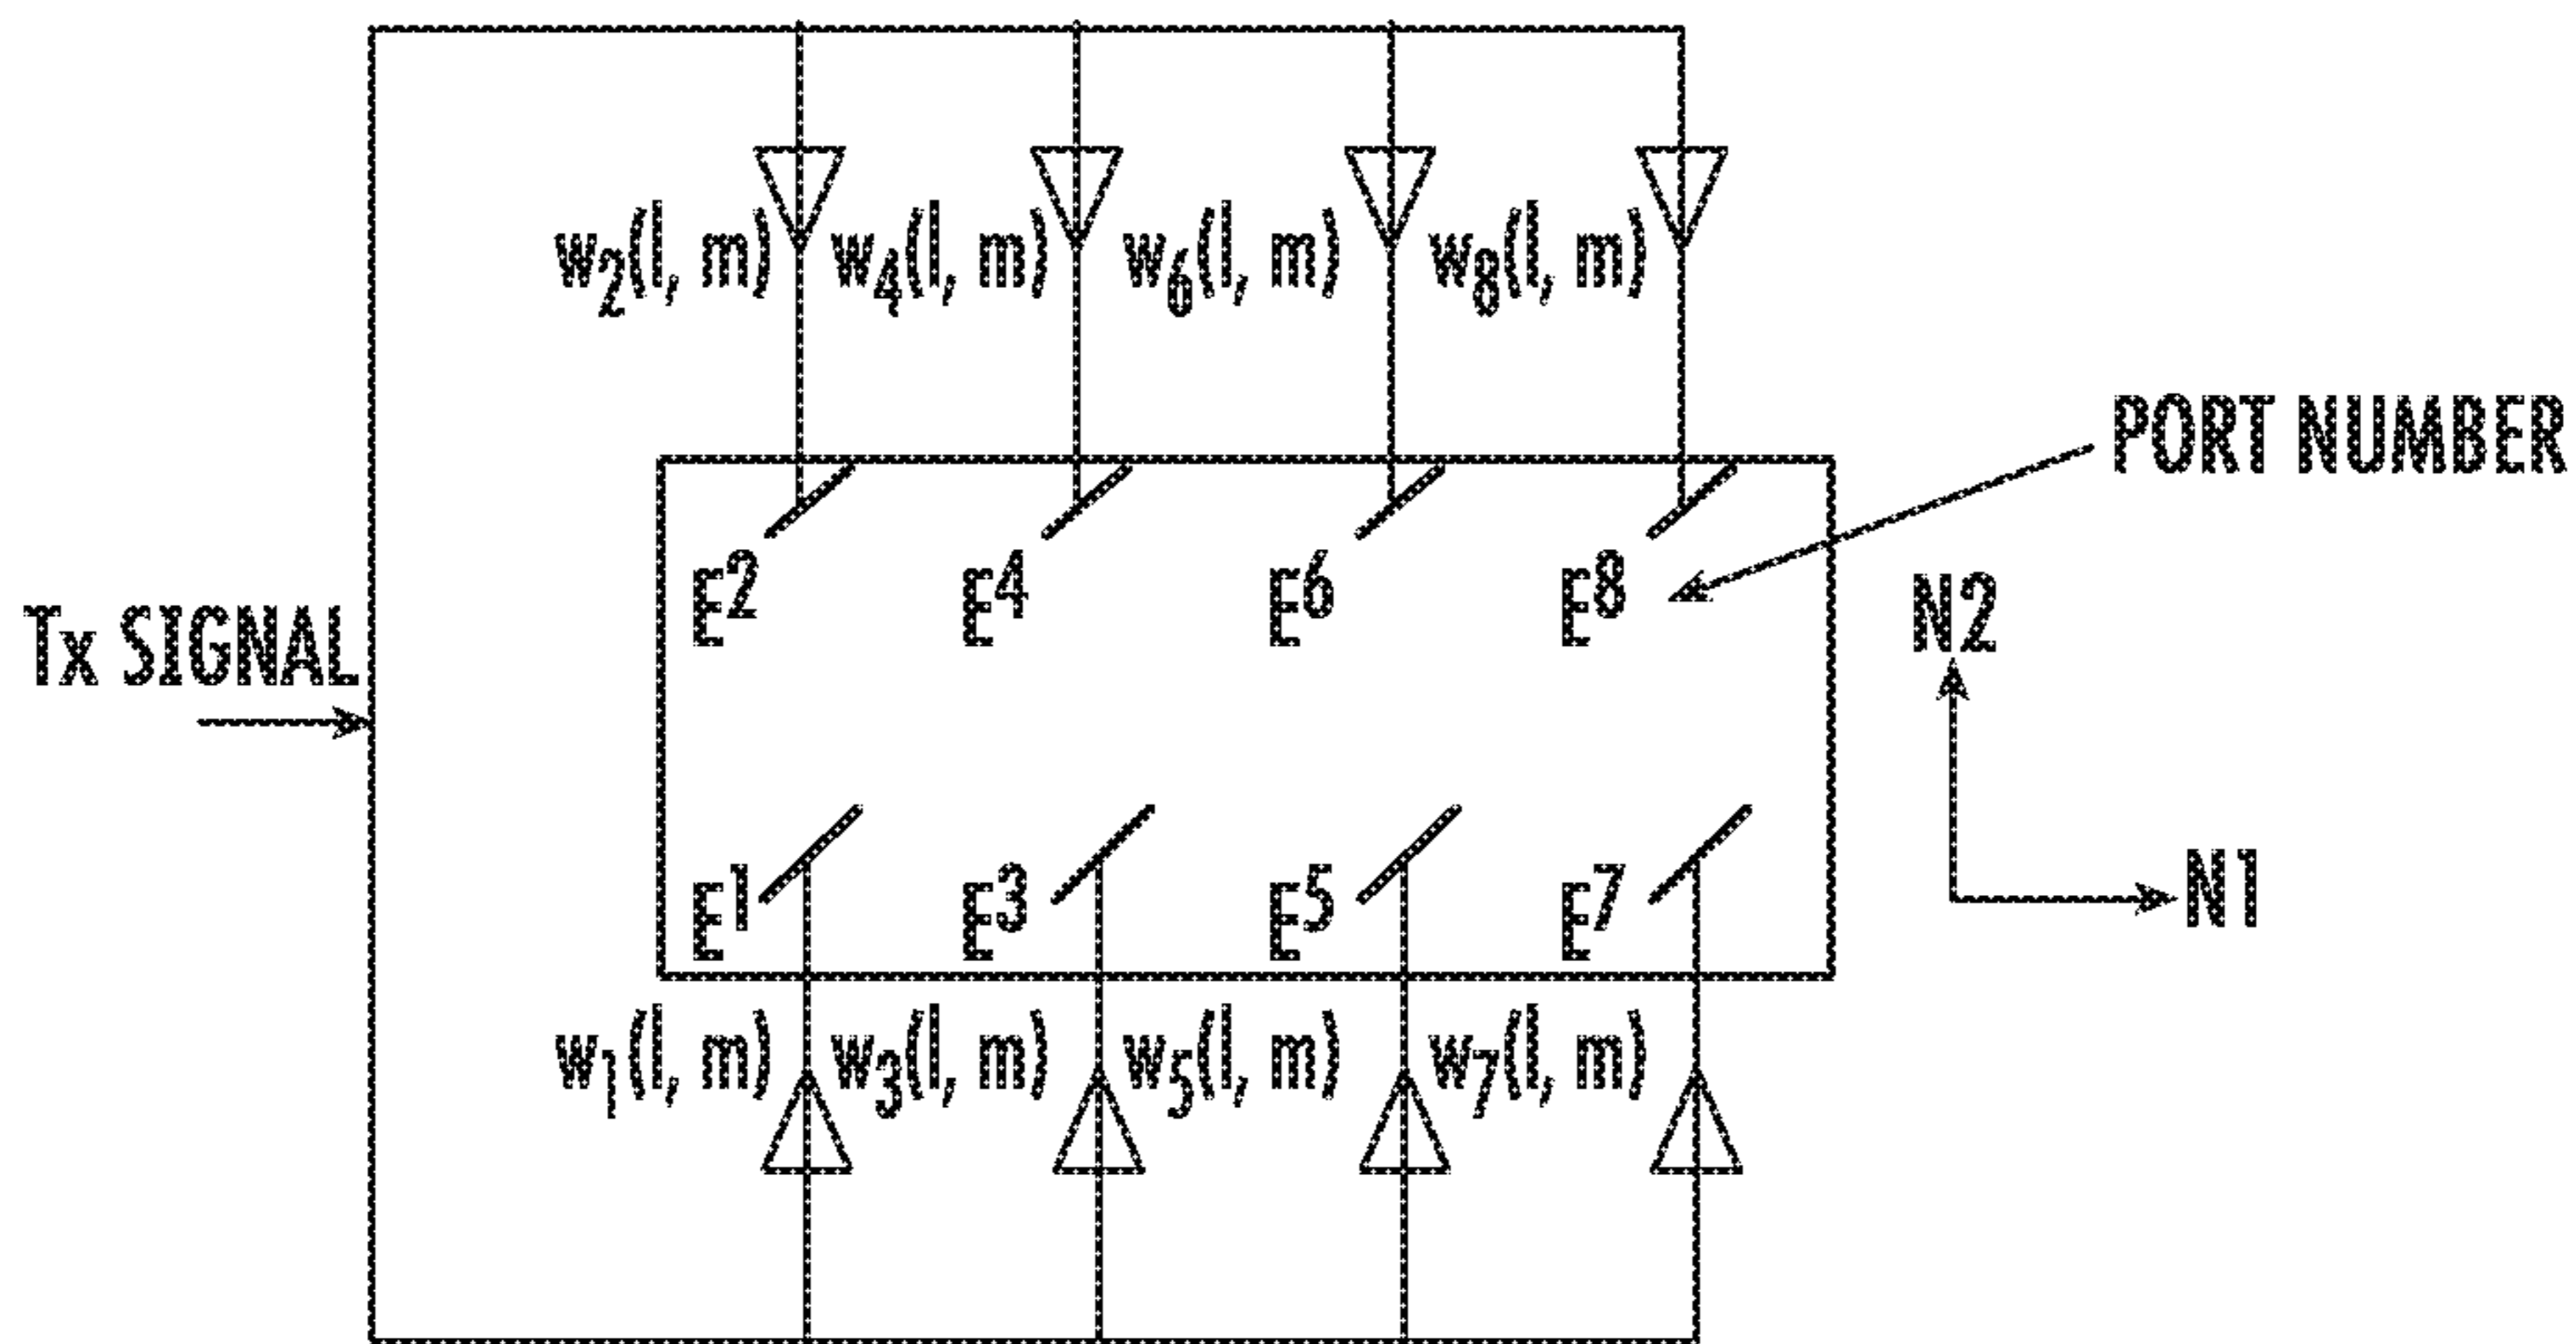 w₂(l, m) w₄(l, m) w₆(l, m) w₈(l, m)
PORT NUMBER
E² E⁴ E⁶ E⁸
N2
Tx SIGNAL
E¹ E³ E⁵ E⁷
N1
w₁(l, m) w₃(l, m) w₅(l, m) w₇(l, m)